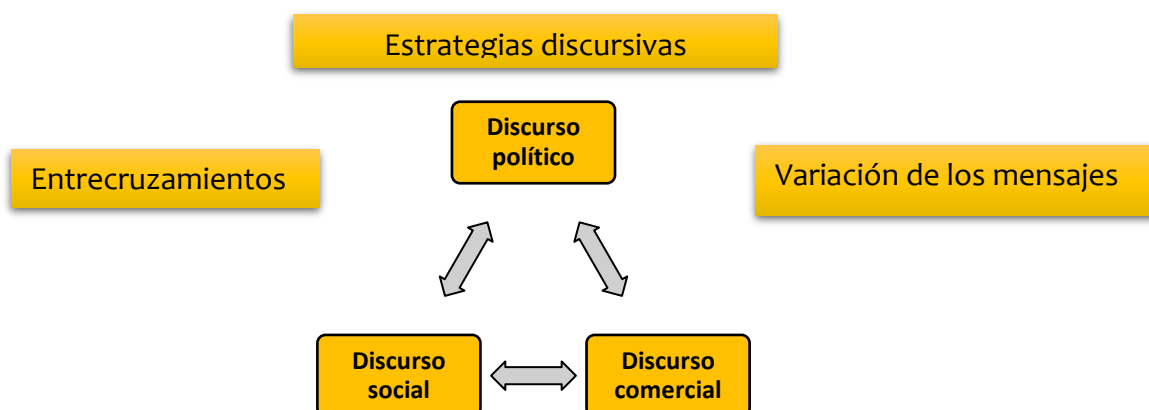 Estrategias discursivas
Discurso
político
Entrecruzamientos
Variación de los mensajes
Discurso
social
Discurso
comercial